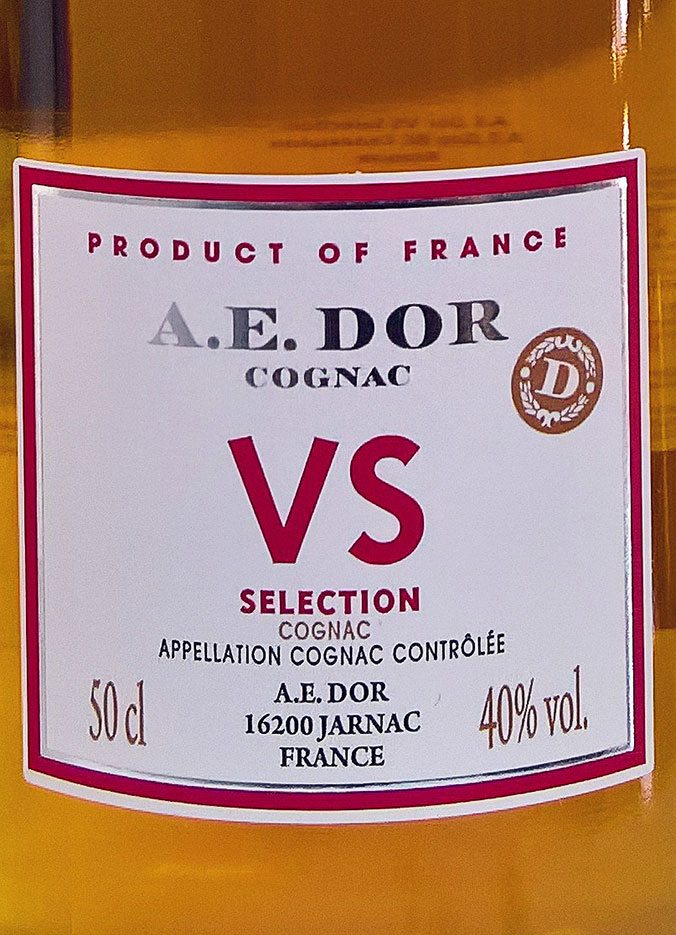 PRODUCT OF FRANCE
A.E. DOR
COGNAC
D
VS
SELECTION
COGNAC
APPELLATION COGNAC CONTRÔLÉE
50 cl
A.E. DOR
16200 JARNAC
FRANCE
40% vol.